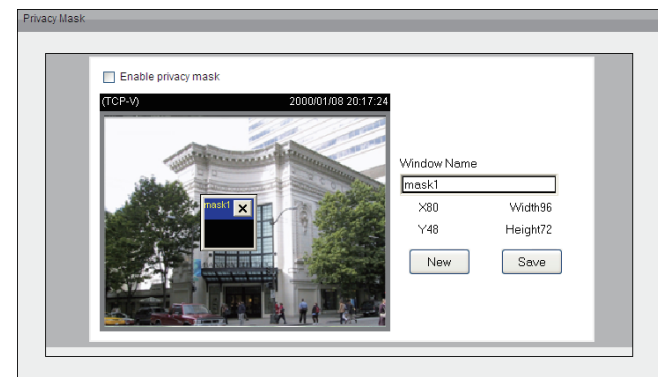 Privacy Mask
Enable privacy mask
(TCP-V) 2000/01/08 20:17:24
mask1
Window Name
mask1
X80 Width96
Y48 Height72
New Save